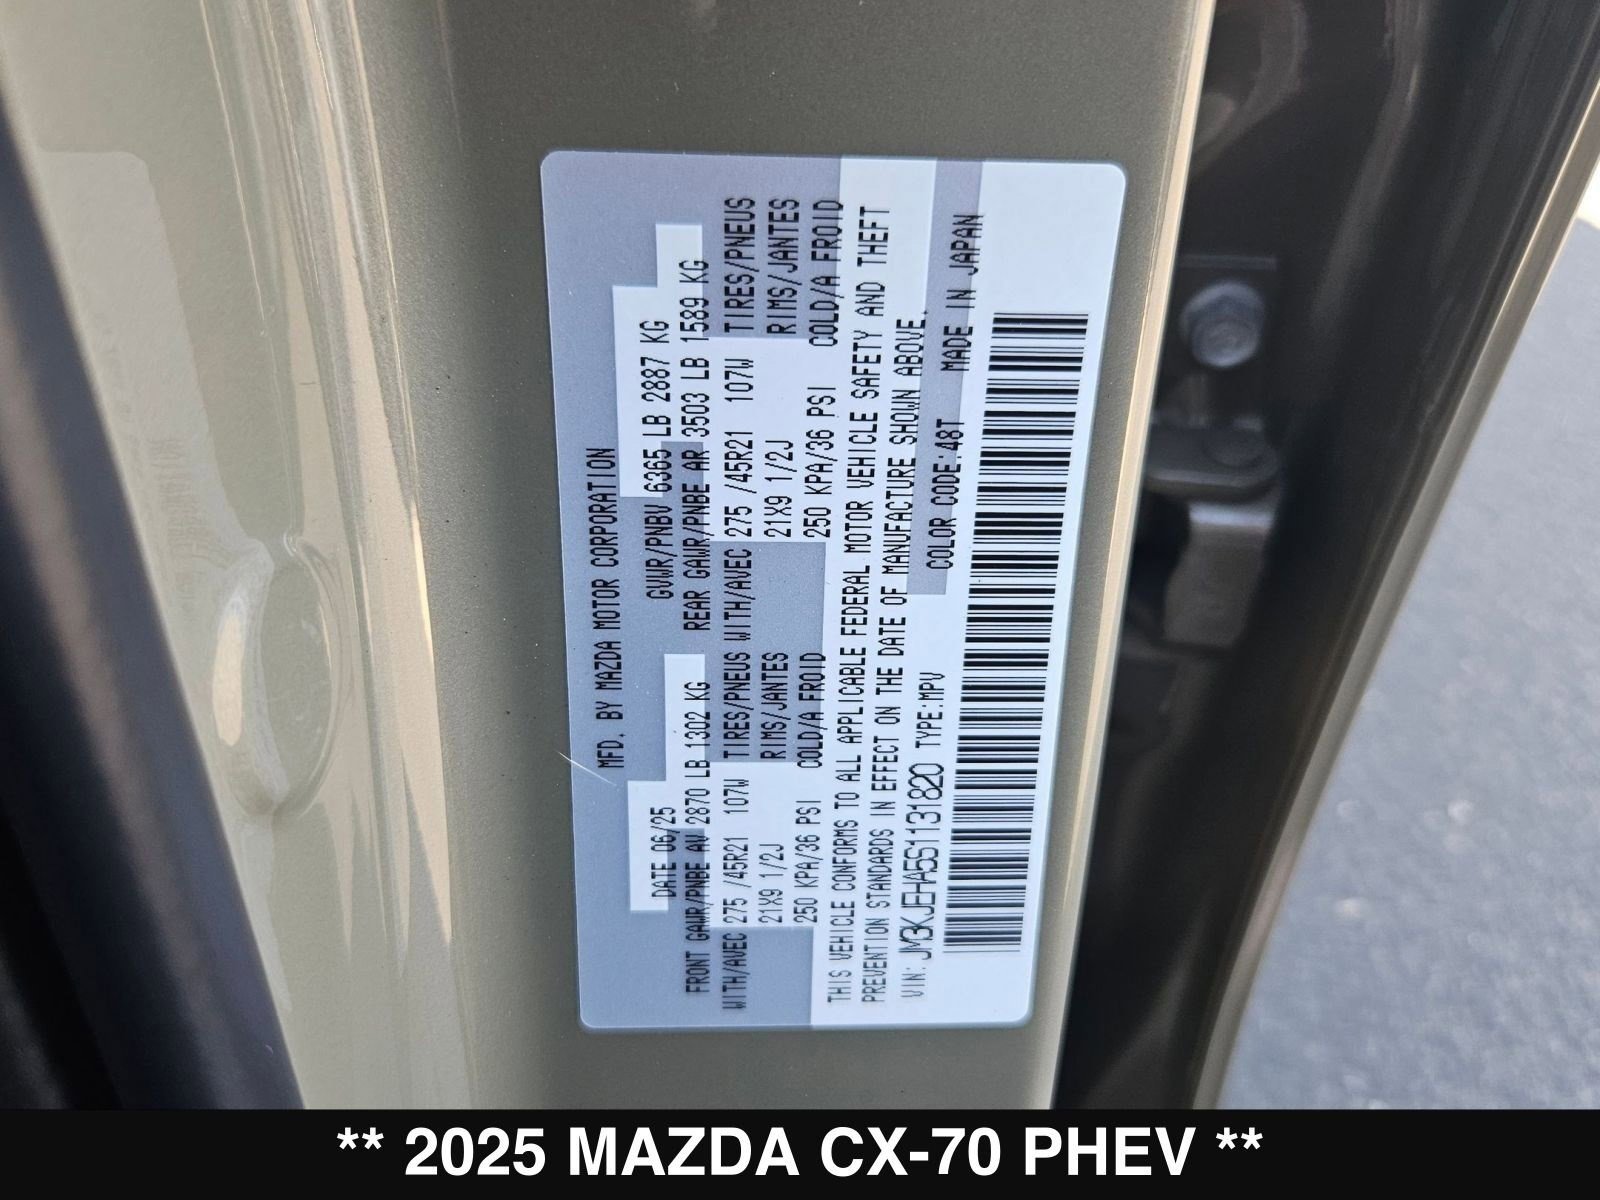 MFD. BY MAZDA MOTOR CORPORATION
DATE 06/25 GVWR/PNBV 6365 LB 2887 KG
FRONT GAWR/PNBE AV 2870 LB 1302 KG REAR GAWR/PNBE AR 3503 LB 1589 KG
WITH/AVEC 275 /45R21 107W TIRES/PNEUS WITH/AVEC 275 /45R21 107W TIRES/PNEUS
21X9 1/2J RIMS/JANTES 21X9 1/2J RIMS/JANTES
250 KPA/36 PSI COLD/A FROID 250 KPA/36 PSI COLD/A FROID
THIS VEHICLE CONFORMS TO ALL APPLICABLE FEDERAL MOTOR VEHICLE SAFETY AND THEFT
PREVENTION STANDARDS IN EFFECT ON THE DATE OF MANUFACTURE SHOWN ABOVE.
VIN: JM3KJEHA5S1131820 TYPE:MPV COLOR CODE:48T MADE IN JAPAN
** 2025 MAZDA CX-70 PHEV **